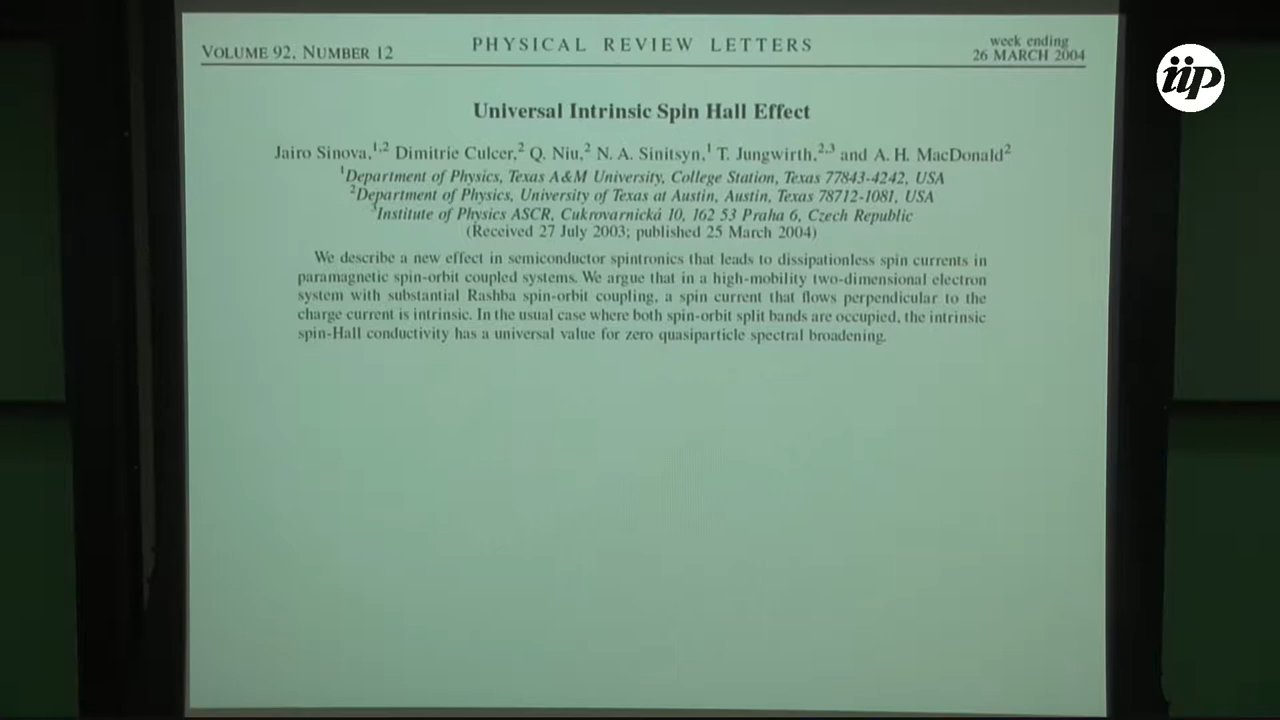 VOLUME 92, NUMBER 12
PHYSICAL REVIEW LETTERS
week ending
26 MARCH 2004
iip
Universal Intrinsic Spin Hall Effect
Jairo Sinova,1,2 Dimitrie Culcer,2 Q. Niu,2 N. A. Sinitsyn,1 T. Jungwirth,2,3 and A. H. MacDonald2
1Department of Physics, Texas A&M University, College Station, Texas 77843-4242, USA
2Department of Physics, University of Texas at Austin, Austin, Texas 78712-1081, USA
3Institute of Physics ASCR, Cukrovarnická 10, 162 53 Praha 6, Czech Republic
(Received 27 July 2003; published 25 March 2004)
We describe a new effect in semiconductor spintronics that leads to dissipationless spin currents in
paramagnetic spin-orbit coupled systems. We argue that in a high-mobility two-dimensional electron
system with substantial Rashba spin-orbit coupling, a spin current that flows perpendicular to the
charge current is intrinsic. In the usual case where both spin-orbit split bands are occupied, the intrinsic
spin-Hall conductivity has a universal value for zero quasiparticle spectral broadening.